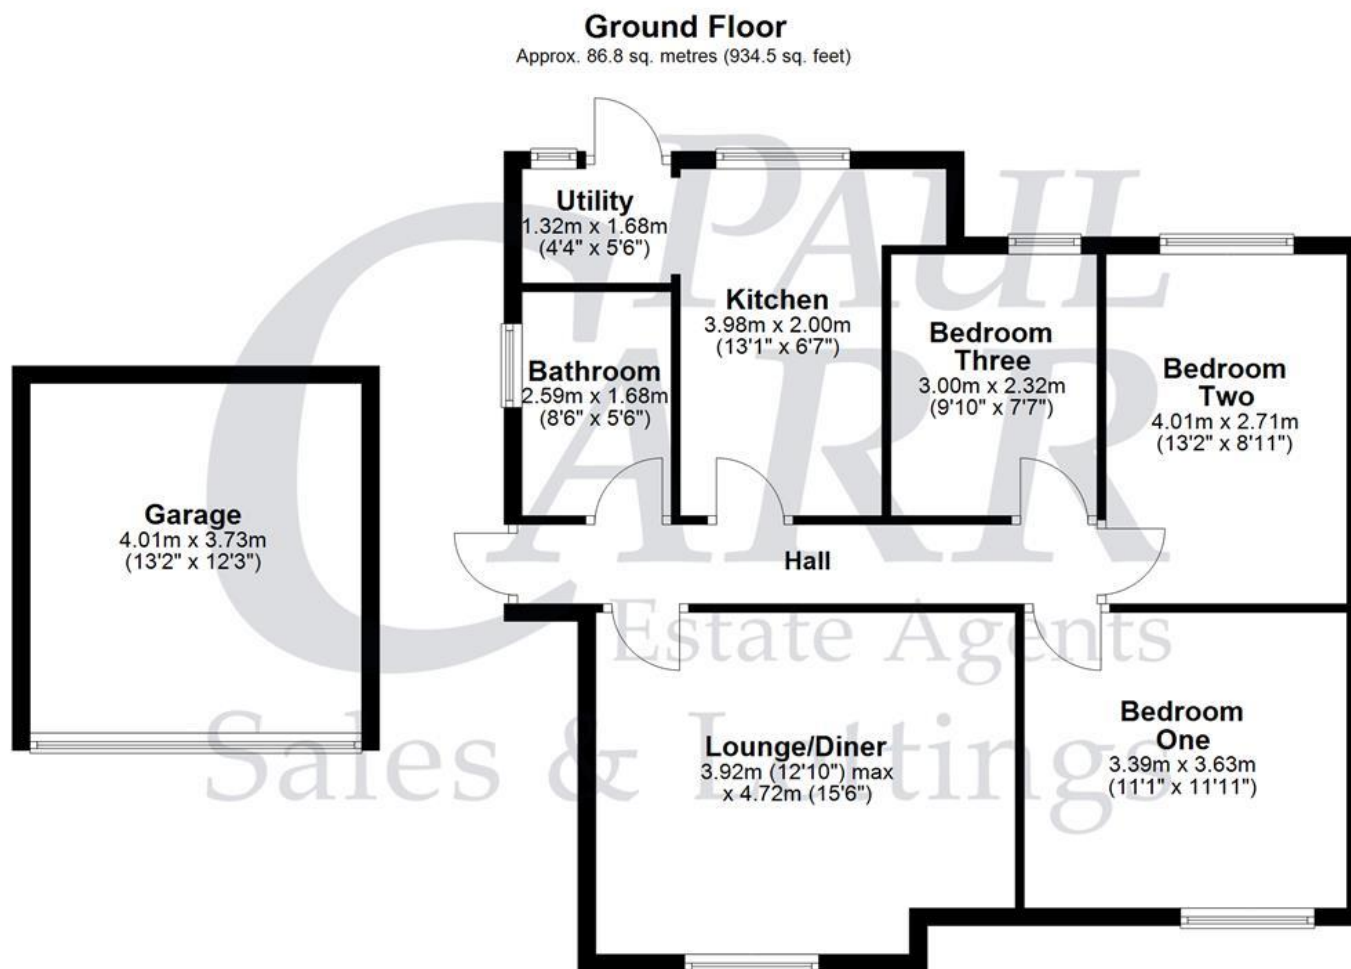 Ground Floor
Approx. 86.8 sq. metres (934.5 sq. feet)
PAUL
CARR
Estate Agents
Sales & Lettings
Utility
1.32m x 1.68m
(4'4" x 5'6")
Kitchen
3.98m x 2.00m
(13'1" x 6'7")
Bedroom
Three
3.00m x 2.32m
(9'10" x 7'7")
Bedroom
Two
4.01m x 2.71m
(13'2" x 8'11")
Bathroom
2.59m x 1.68m
(8'6" x 5'6")
Garage
4.01m x 3.73m
(13'2" x 12'3")
Hall
Lounge/Diner
3.92m (12'10") max
x 4.72m (15'6")
Bedroom
One
3.39m x 3.63m
(11'1" x 11'11")